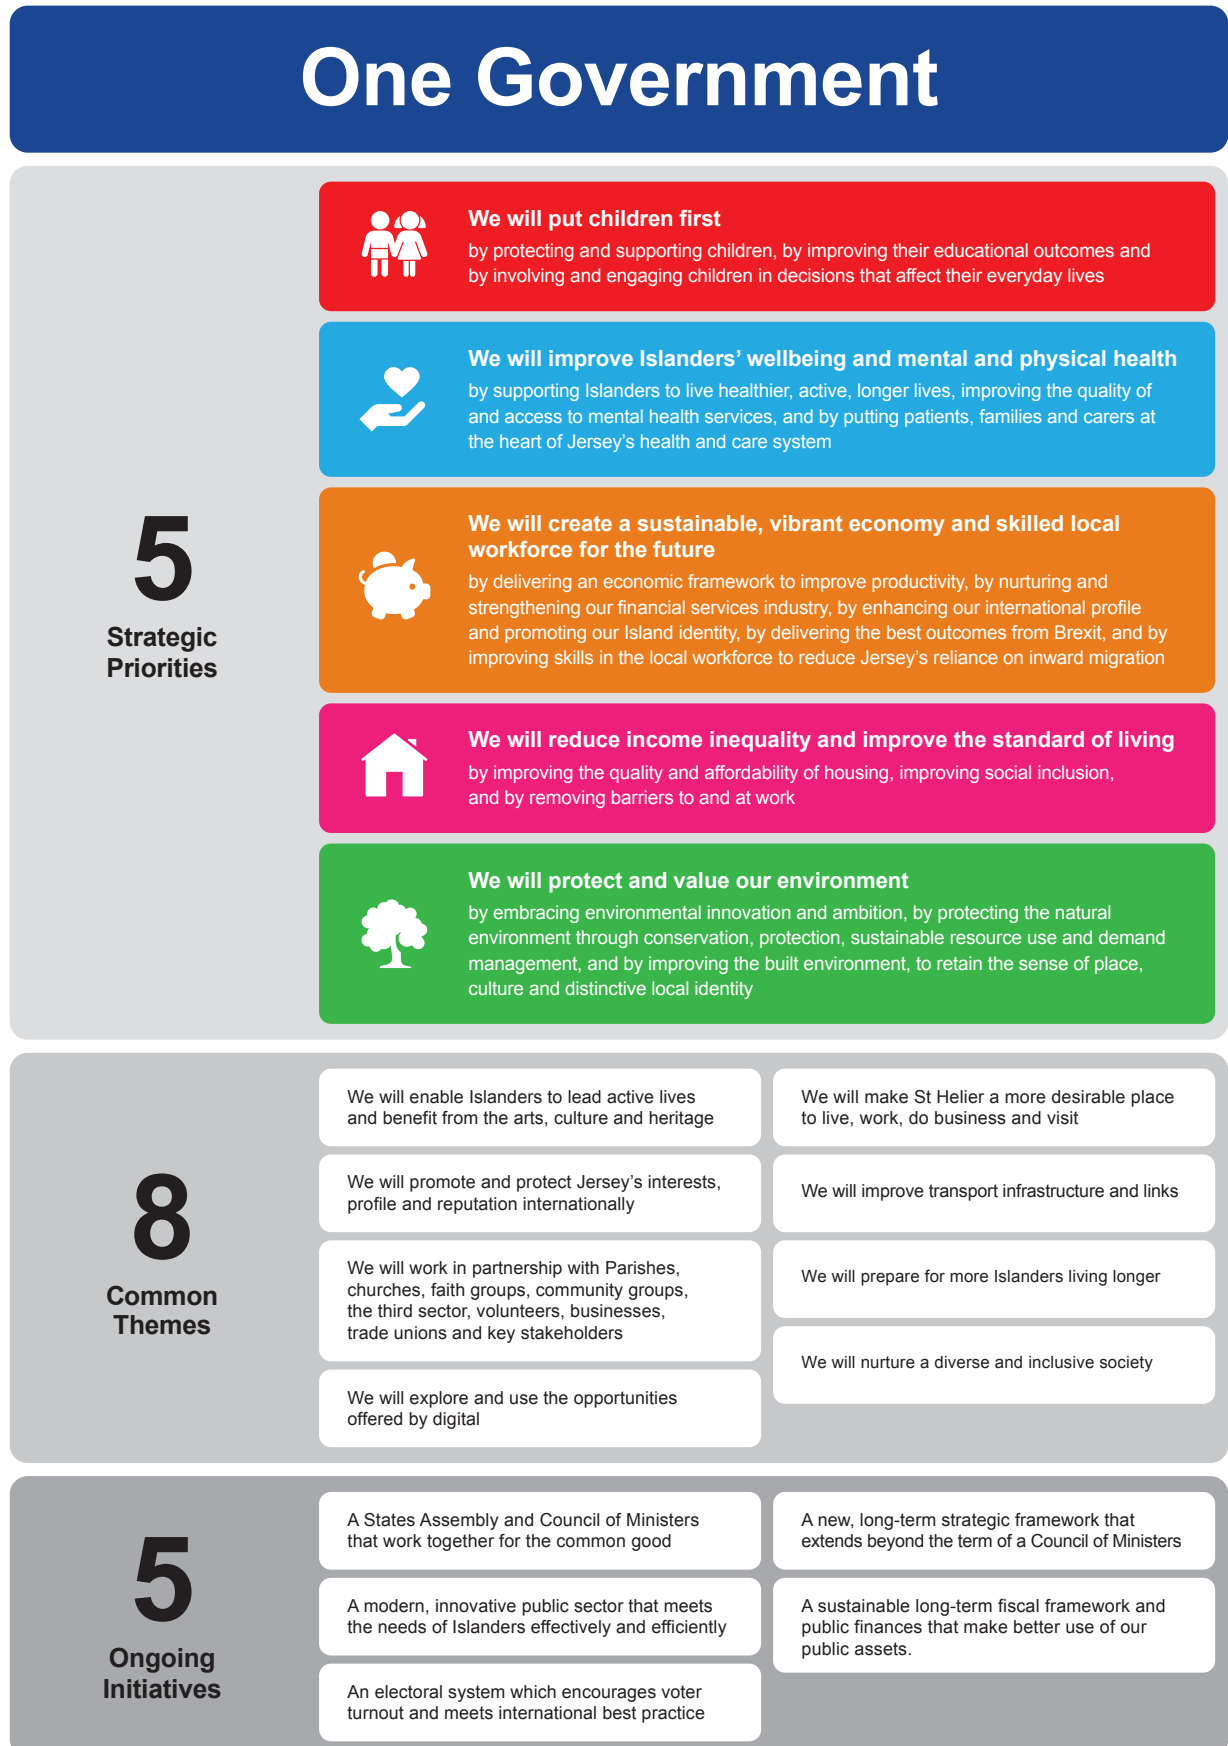 One Government
5
Strategic
Priorities
We will put children first
by protecting and supporting children, by improving their educational outcomes and
by involving and engaging children in decisions that affect their everyday lives
We will improve Islanders’ wellbeing and mental and physical health
by supporting Islanders to live healthier, active, longer lives, improving the quality of
and access to mental health services, and by putting patients, families and carers at
the heart of Jersey’s health and care system
We will create a sustainable, vibrant economy and skilled local
workforce for the future
by delivering an economic framework to improve productivity, by nurturing and
strengthening our financial services industry, by enhancing our international profile
and promoting our Island identity, by delivering the best outcomes from Brexit, and by
improving skills in the local workforce to reduce Jersey’s reliance on inward migration
We will reduce income inequality and improve the standard of living
by improving the quality and affordability of housing, improving social inclusion,
and by removing barriers to and at work
We will protect and value our environment
by embracing environmental innovation and ambition, by protecting the natural
environment through conservation, protection, sustainable resource use and demand
management, and by improving the built environment, to retain the sense of place,
culture and distinctive local identity
8
Common
Themes
We will enable Islanders to lead active lives
and benefit from the arts, culture and heritage
We will promote and protect Jersey’s interests,
profile and reputation internationally
We will work in partnership with Parishes,
churches, faith groups, community groups,
the third sector, volunteers, businesses,
trade unions and key stakeholders
We will explore and use the opportunities
offered by digital
We will make St Helier a more desirable place
to live, work, do business and visit
We will improve transport infrastructure and links
We will prepare for more Islanders living longer
We will nurture a diverse and inclusive society
5
Ongoing
Initiatives
A States Assembly and Council of Ministers
that work together for the common good
A modern, innovative public sector that meets
the needs of Islanders effectively and efficiently
An electoral system which encourages voter
turnout and meets international best practice
A new, long-term strategic framework that
extends beyond the term of a Council of Ministers
A sustainable long-term fiscal framework and
public finances that make better use of our
public assets.